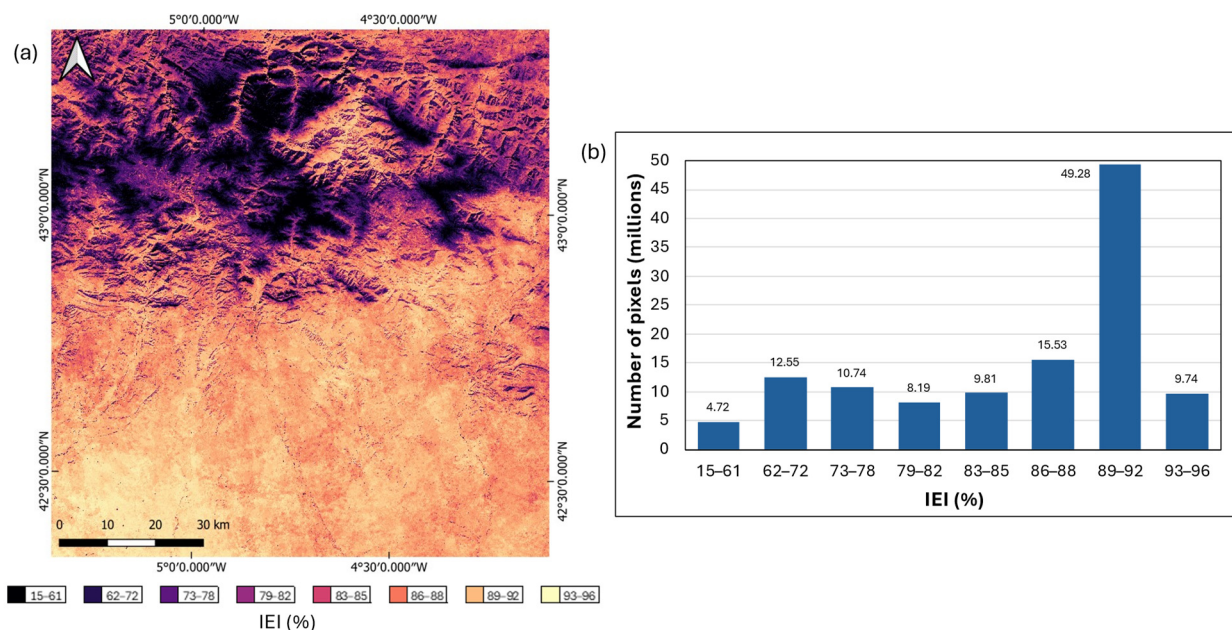 (a)
5°0'0.000"W 4°30'0.000"W
43°0'0.000"N
42°30'0.000"N
43°0'0.000"N
42°30'0.000"N
0 10 20 30 km
5°0'0.000"W 4°30'0.000"W
15–61 62–72 73–78 79–82 83–85 86–88 89–92 93–96
IEI (%)
(b)
Number of pixels (millions)
50
45
40
35
30
25
20
15
10
5
0
4.72
12.55
10.74
8.19
9.81
15.53
49.28
9.74
15–61 62–72 73–78 79–82 83–85 86–88 89–92 93–96
IEI (%)